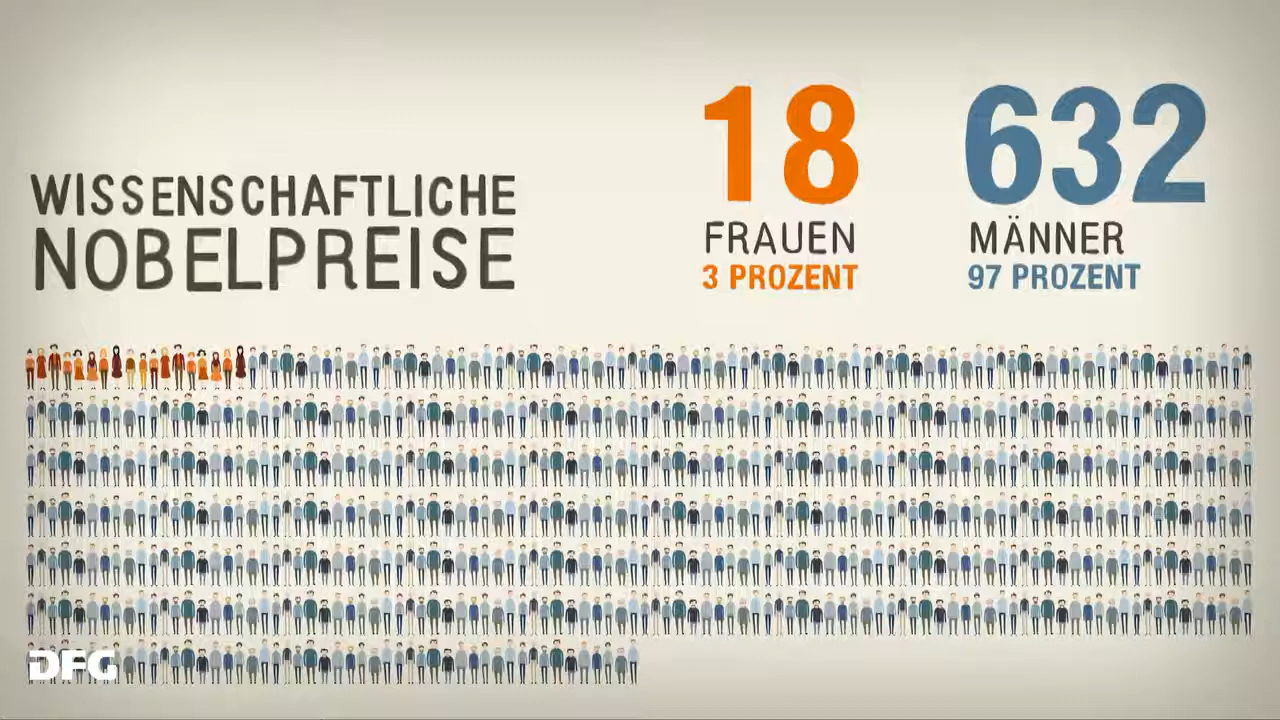 WISSENSCHAFTLICHE
NOBELPREISE
18
FRAUEN
3 PROZENT
632
MÄNNER
97 PROZENT
DFG